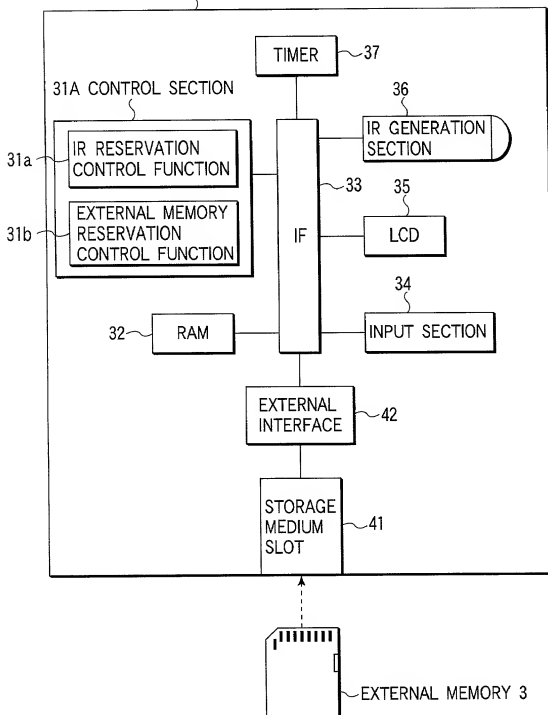 TIMER
37
31A CONTROL SECTION
36
31a
IR RESERVATION
CONTROL FUNCTION
IR GENERATION
SECTION
33
35
31b
EXTERNAL MEMORY
RESERVATION
CONTROL FUNCTION
IF
LCD
34
32
RAM
INPUT SECTION
EXTERNAL
INTERFACE
42
STORAGE
MEDIUM
SLOT
41
EXTERNAL MEMORY 3